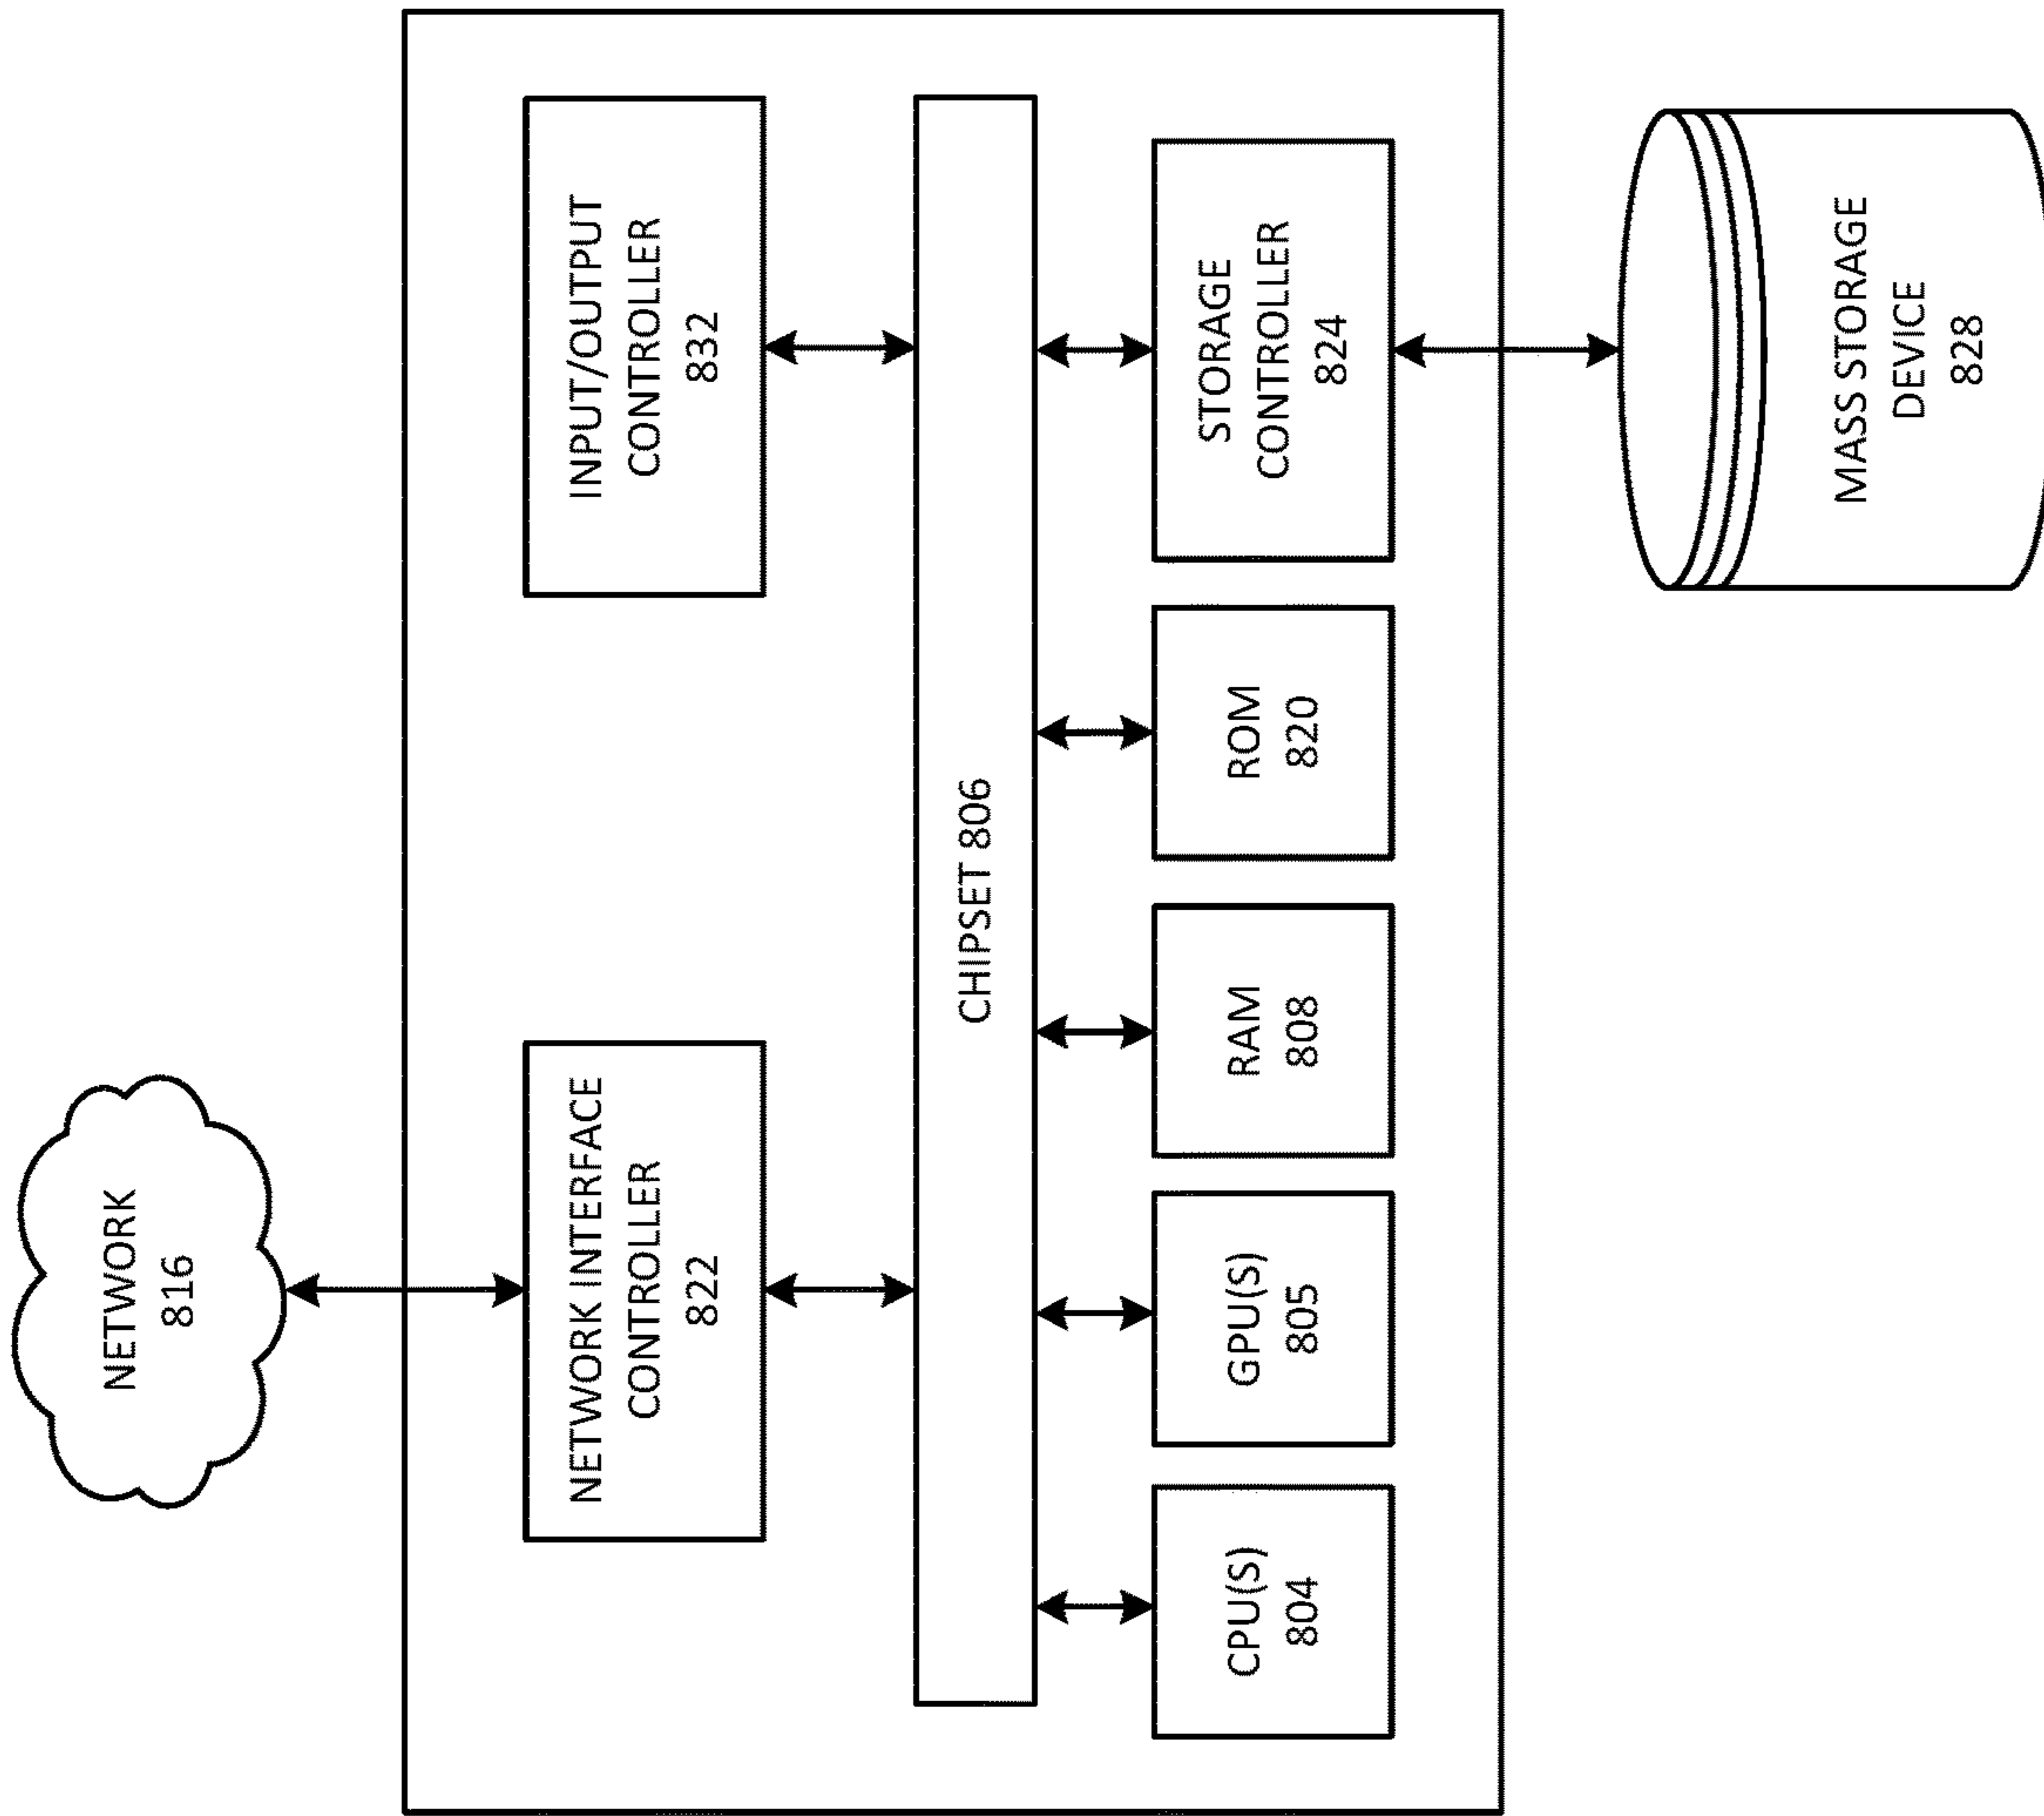 NETWORK
816
NETWORK INTERFACE
CONTROLLER
822
INPUT/OUTPUT
CONTROLLER
832
CHIPSET 806
CPU(S)
804
GPU(S)
805
RAM
808
ROM
820
STORAGE
CONTROLLER
824
MASS STORAGE
DEVICE
828